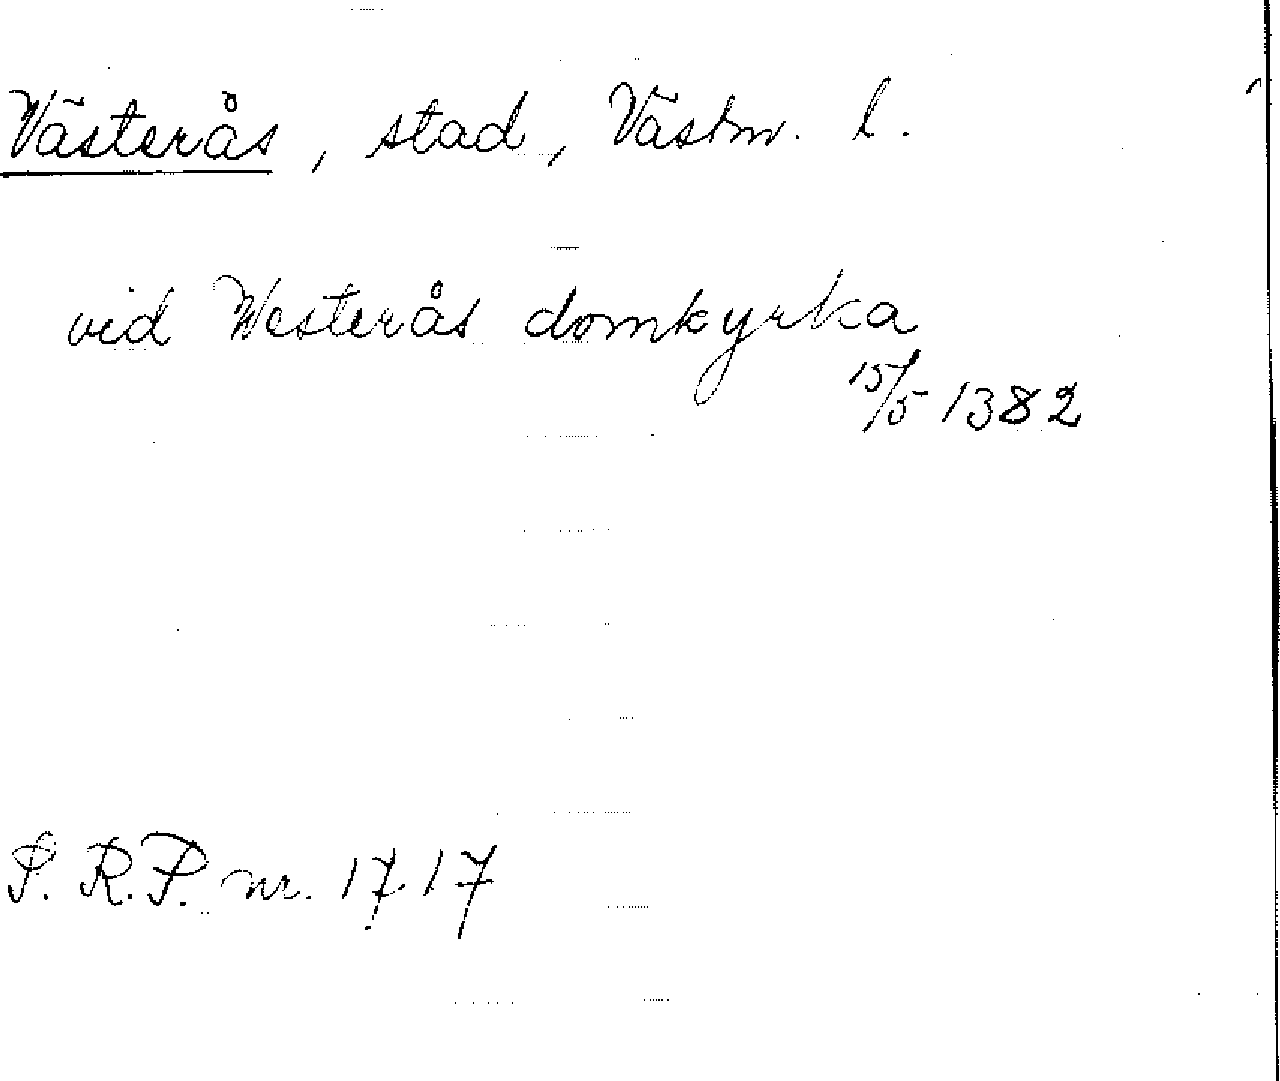 Västerås, stad, Västm. l.
vid Westerås domkyrka
15/5 1382
P. R. P. nr. 1717